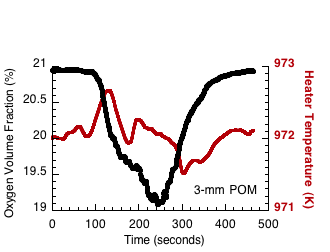 21
20.5
20
19.5
19
Oxygen Volume Fraction (%)
973
972
971
Heater Temperature (K)
3-mm POM
0 100 200 300 400 500
Time (seconds)